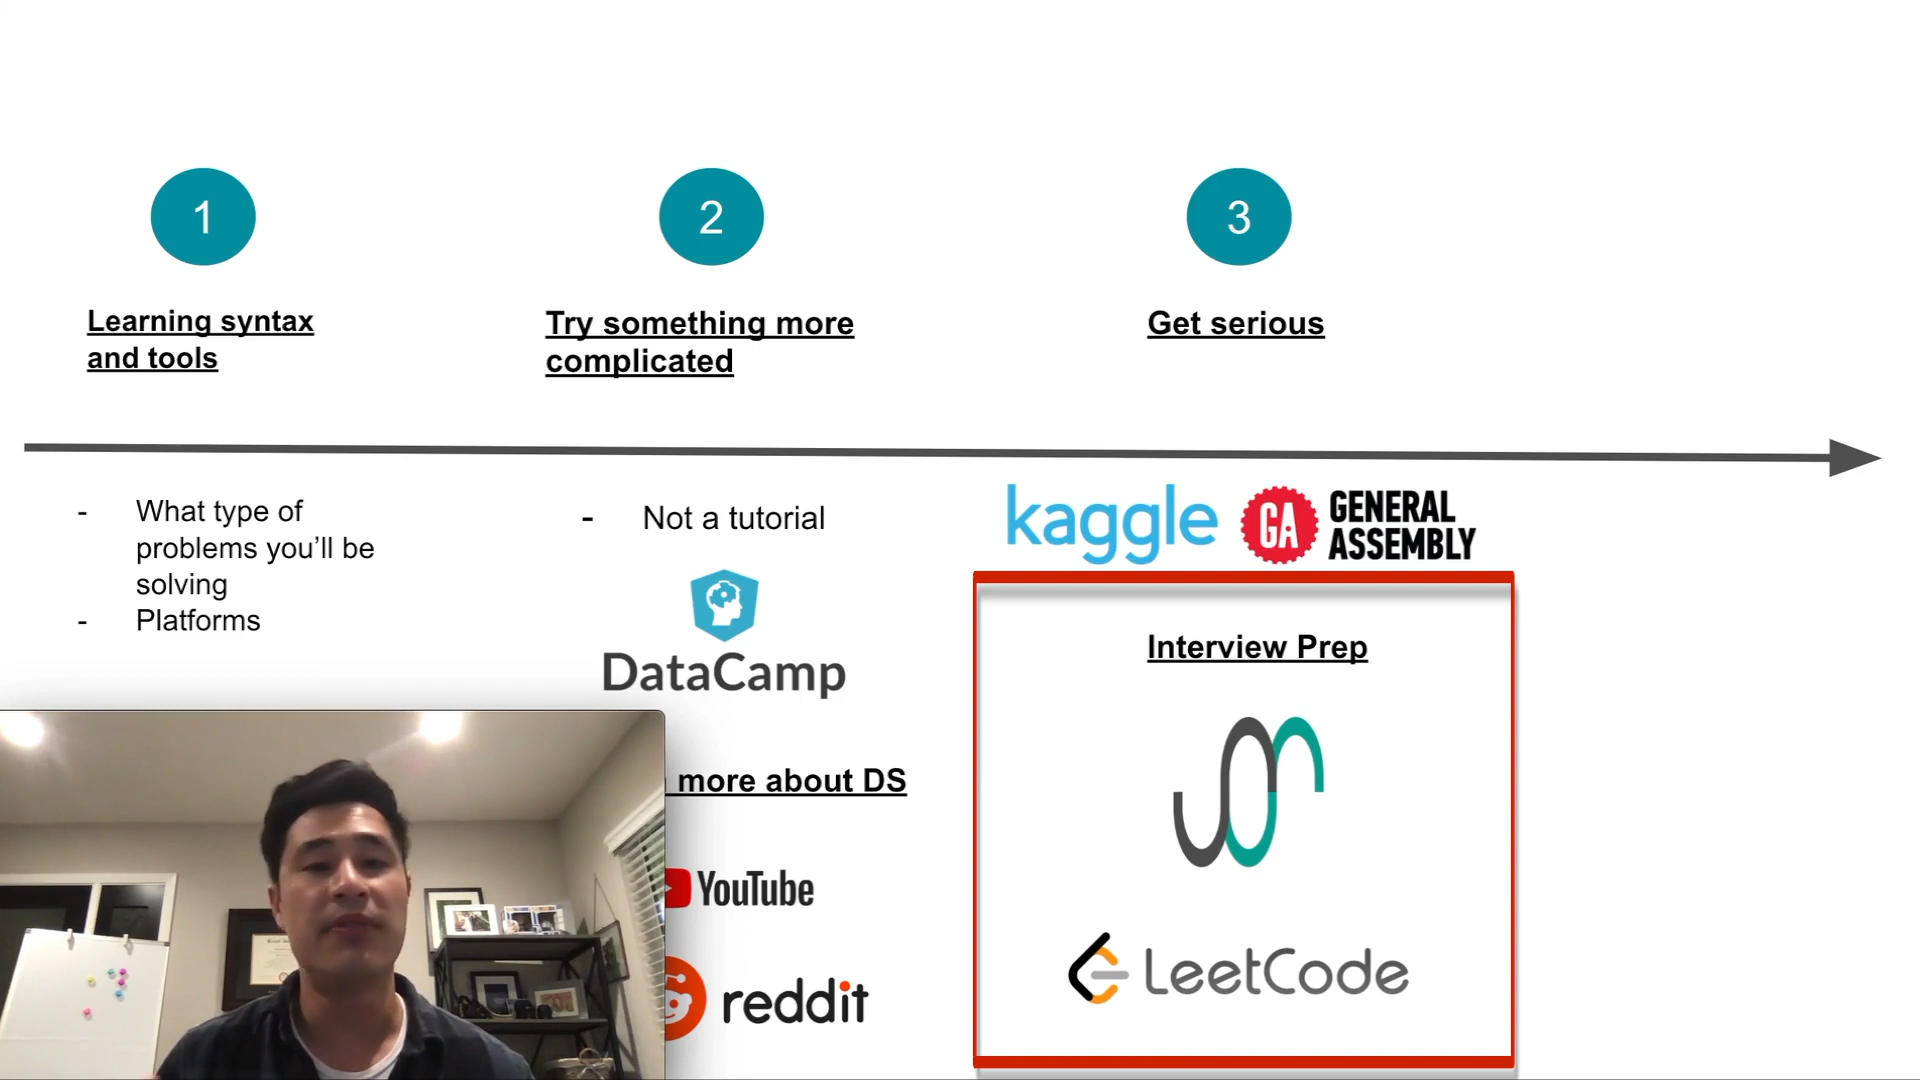 1
Learning syntax
and tools
- What type of
problems you'll be
solving
- Platforms
2
Try something more
complicated
- Not a tutorial
DataCamp
more about DS
YouTube
reddit
3
Get serious
kaggle
GA GENERAL
ASSEMBLY
Interview Prep
LeetCode